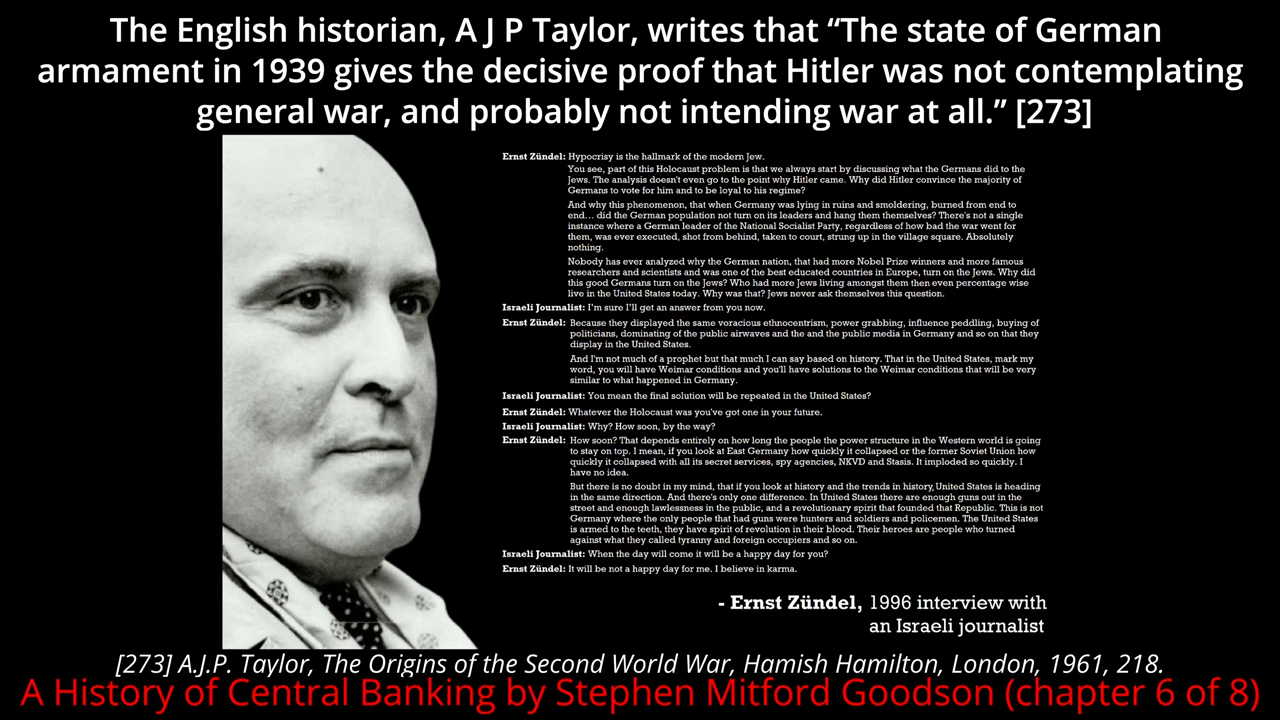 The English historian, A J P Taylor, writes that “The state of German
armament in 1939 gives the decisive proof that Hitler was not contemplating
general war, and probably not intending war at all.” [273]
Ernst Zündel: Hypocrisy is the hallmark of the modern Jew.
You see, part of this Holocaust problem is that we always start by discussing what the Germans did to the
Jews. The analysis doesn't even go to the point why Hitler came. Why did Hitler convince the majority of
Germans to vote for him and to be loyal to his regime?
And why this phenomenon, that when Germany was lying in ruins and smoldering, burned from end to
end... did the German population not turn on its leaders and hang them themselves? There's not a single
instance where a German leader of the National Socialist Party, regardless of how bad the war went for
them, was ever executed, shot from behind, taken to court, strung up in the village square. Absolutely
nothing.
Nobody has ever analyzed why the German nation, that had more Nobel Prize winners and more famous
researchers and scientists and was one of the best educated countries in Europe, turn on the Jews. Why did
this good Germans turn on the Jews? Who had more Jews living amongst them then even percentage wise
live in the United States today. Why was that? Jews never ask themselves this question.
Israeli Journalist: I'm sure I'll get an answer from you now.
Ernst Zündel: Because they displayed the same voracious ethnocentrism, power grabbing, influence peddling, buying of
politicians, dominating of the public airwaves and the and the public media in Germany and so on that they
display in the United States.
And I'm not much of a prophet but that much I can say based on history. That in the United States, mark my
word, you will have Weimar conditions and you'll have solutions to the Weimar conditions that will be very
similar to what happened in Germany.
Israeli Journalist: You mean the final solution will be repeated in the United States?
Ernst Zündel: Whatever the Holocaust was you've got one in your future.
Israeli Journalist: Why? How soon, by the way?
Ernst Zündel: How soon? That depends entirely on how long the people the power structure in the Western world is going
to stay on top. I mean, if you look at East Germany how quickly it collapsed or the former Soviet Union how
quickly it collapsed with all its secret services, spy agencies, NKVD and Stasis. It imploded so quickly. I
have no idea.
But there is no doubt in my mind, that if you look at history and the trends in history, United States is heading
in the same direction. And there's only one difference. In United States there are enough guns out in the
street and enough lawlessness in the public, and a revolutionary spirit that founded that Republic. This is not
Germany where the only people that had guns were hunters and soldiers and policemen. The United States
is armed to the teeth, they have spirit of revolution in their blood. Their heroes are people who turned
against what they called tyranny and foreign occupiers and so on.
Israeli Journalist: When the day will come it will be a happy day for you?
Ernst Zündel: It will be not a happy day for me. I believe in karma.
- Ernst Zündel, 1996 interview with
an Israeli journalist
[273] A.J.P. Taylor, The Origins of the Second World War, Hamish Hamilton, London, 1961, 218.
A History of Central Banking by Stephen Mitford Goodson (chapter 6 of 8)